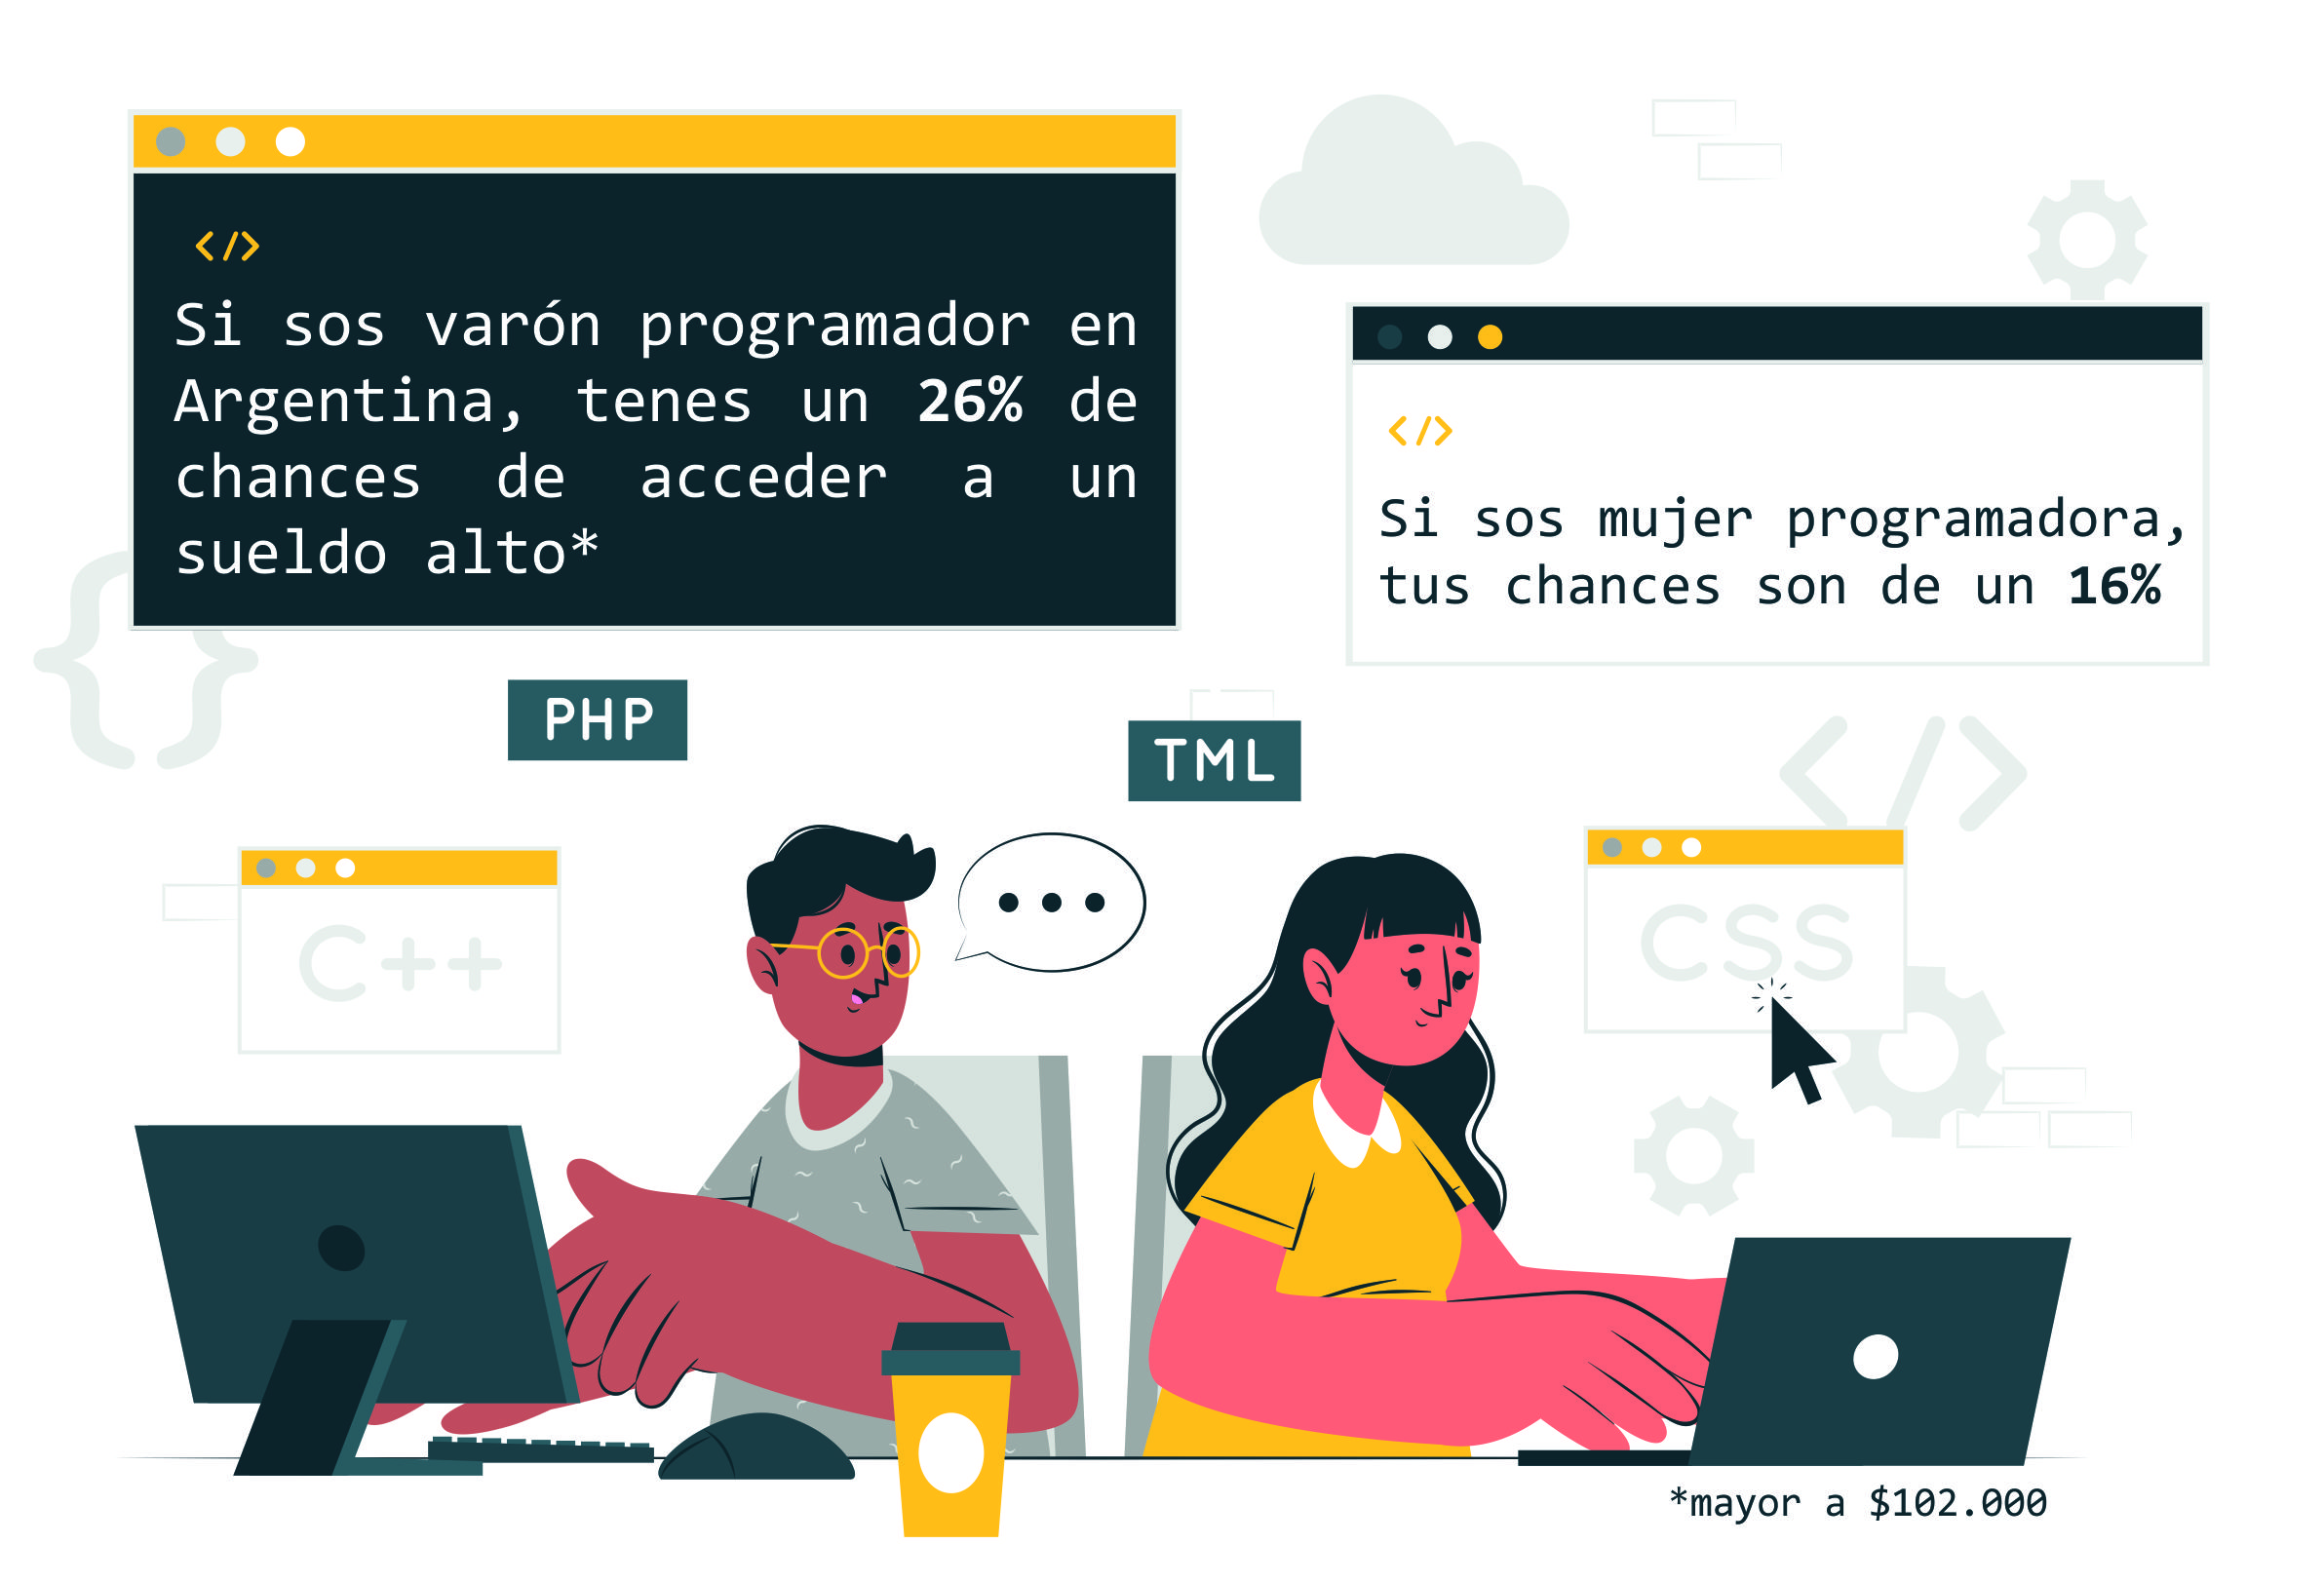 </>
Si sos varón programador en
Argentina, tenes un 26% de
chances de acceder a un
sueldo alto*
</>
Si sos mujer programadora,
tus chances son de un 16%
PHP
TML
</>
C++
CSS
*mayor a $102.000